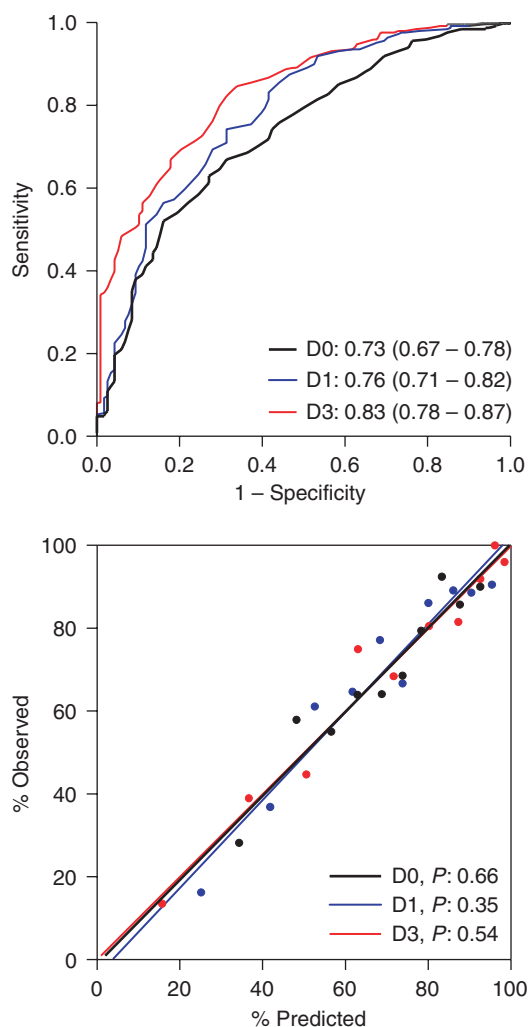 1.0
0.8
0.6
0.4
0.2
0.0
Sensitivity
D0: 0.73 (0.67 – 0.78)
D1: 0.76 (0.71 – 0.82)
D3: 0.83 (0.78 – 0.87)
0.0 0.2 0.4 0.6 0.8 1.0
1 – Specificity
100
80
60
40
20
0
% Observed
D0, P: 0.66
D1, P: 0.35
D3, P: 0.54
0 20 40 60 80 100
% Predicted